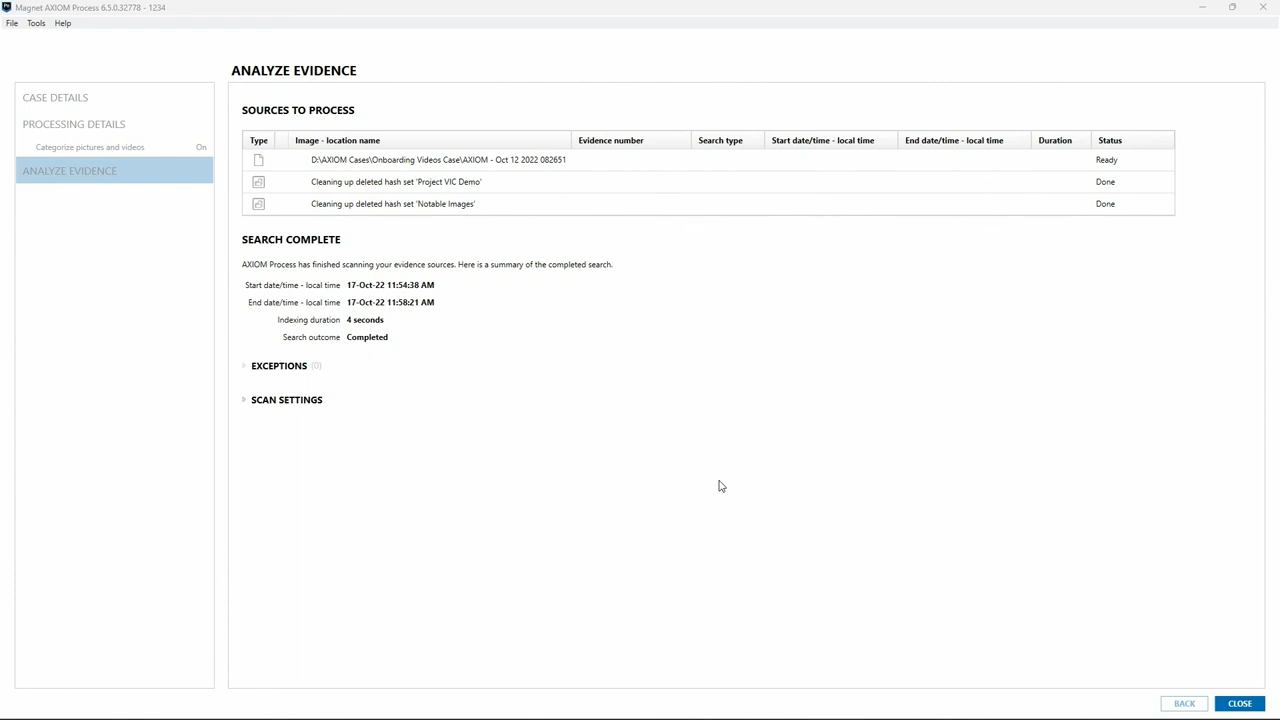 Magnet AXIOM Process 6.5.0.32778 - 1234
File Tools Help
ANALYZE EVIDENCE
CASE DETAILS
PROCESSING DETAILS
Categorize pictures and videos On
ANALYZE EVIDENCE
SOURCES TO PROCESS
Type Image - location name Evidence number Search type Start date/time - local time End date/time - local time Duration Status
D:\AXIOM Cases\Onboarding Videos Case\AXIOM - Oct 12 2022 082651 Ready
Cleaning up deleted hash set 'Project VIC Demo' Done
Cleaning up deleted hash set 'Notable Images' Done
SEARCH COMPLETE
AXIOM Process has finished scanning your evidence sources. Here is a summary of the completed search.
Start date/time - local time 17-Oct-22 11:54:38 AM
End date/time - local time 17-Oct-22 11:58:21 AM
Indexing duration 4 seconds
Search outcome Completed
EXCEPTIONS (0)
SCAN SETTINGS
BACK CLOSE